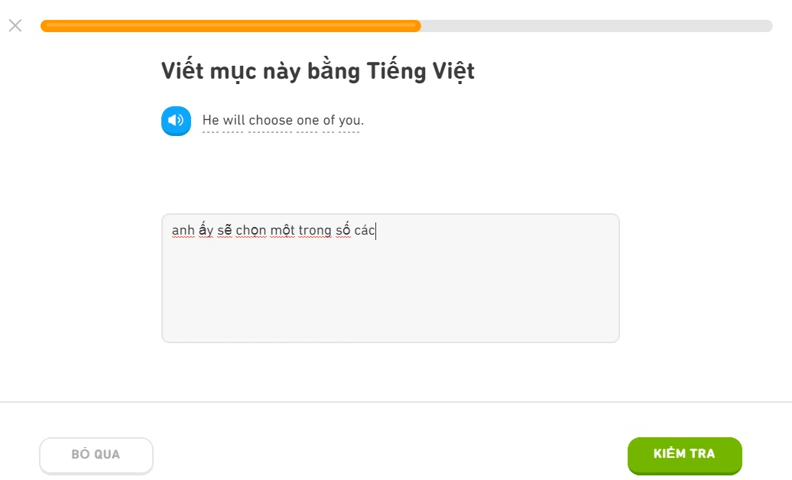 Viết mục này bằng Tiếng Việt
He will choose one of you.
anh ấy sẽ chọn một trong số các
BỎ QUA
KIỂM TRA